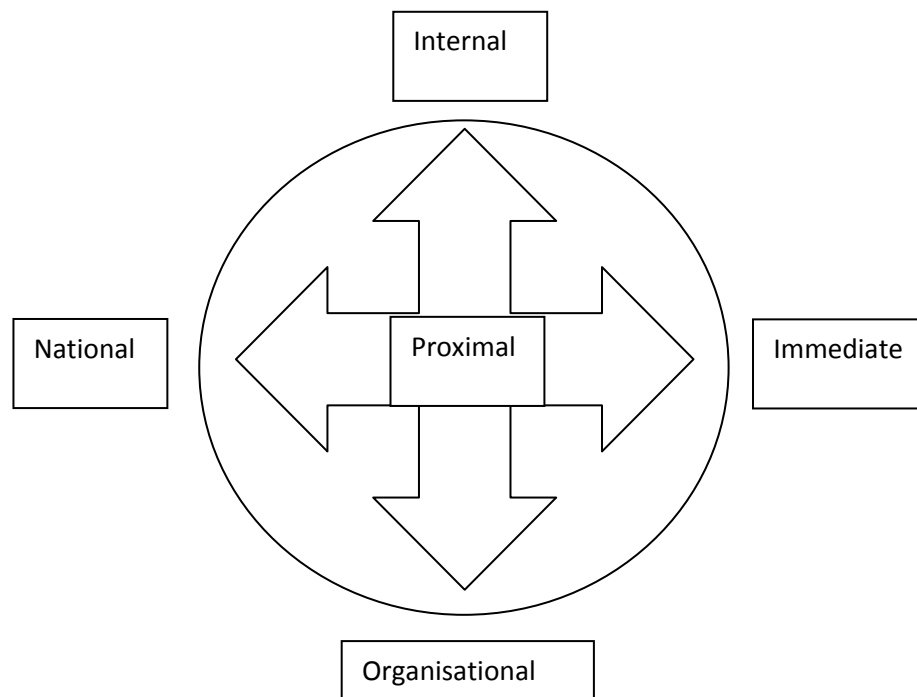 Internal
National
Proximal
Immediate
Organisational